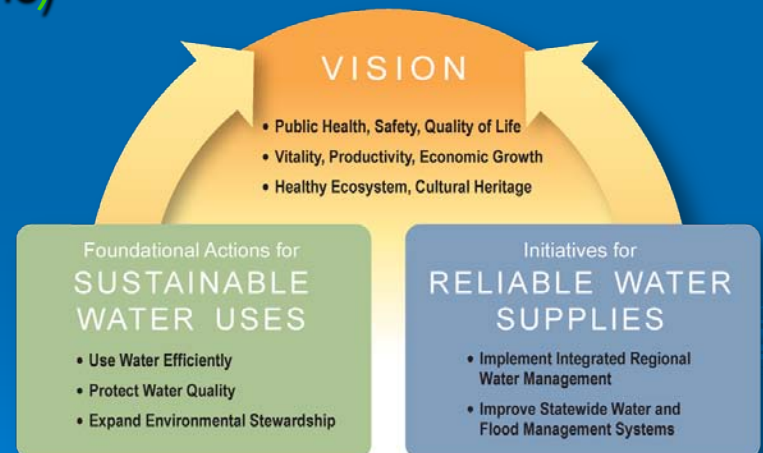 VISION
• Public Health, Safety, Quality of Life
• Vitality, Productivity, Economic Growth
• Healthy Ecosystem, Cultural Heritage
Foundational Actions for
SUSTAINABLE
WATER USES
• Use Water Efficiently
• Protect Water Quality
• Expand Environmental Stewardship
Initiatives for
RELIABLE WATER
SUPPLIES
• Implement Integrated Regional
Water Management
• Improve Statewide Water and
Flood Management Systems